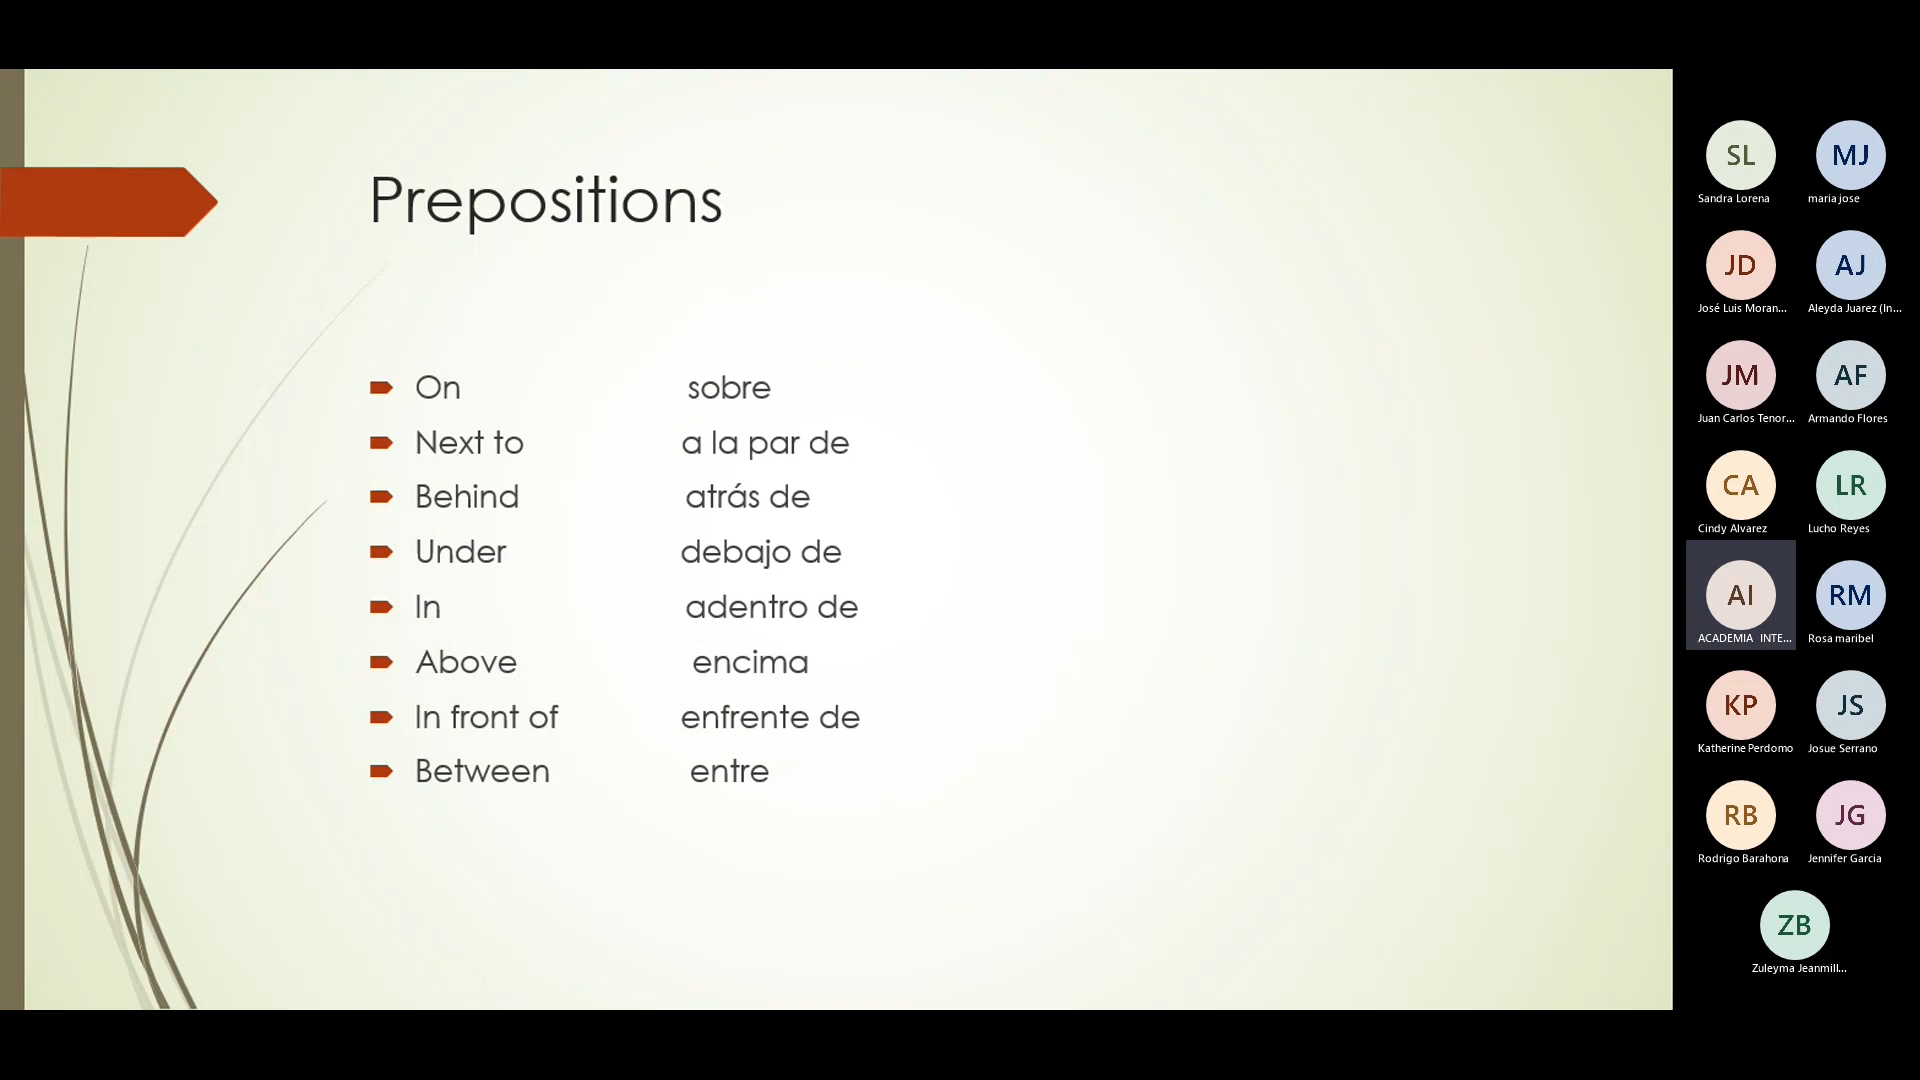 Prepositions
On sobre
Next to a la par de
Behind atrás de
Under debajo de
In adentro de
Above encima
In front of enfrente de
Between entre
SL MJ
Sandra Lorena maria jose
JD AJ
José Luis Moran... Aleyda Juarez (In...
JM AF
Juan Carlos Tenor... Armando Flores
CA LR
Cindy Alvarez Lucho Reyes
AI RM
ACADEMIA INTE... Rosa maribel
KP JS
Katherine Perdomo Josue Serrano
RB JG
Rodrigo Barahona Jennifer Garcia
ZB
Zuleyma Jeanmill...